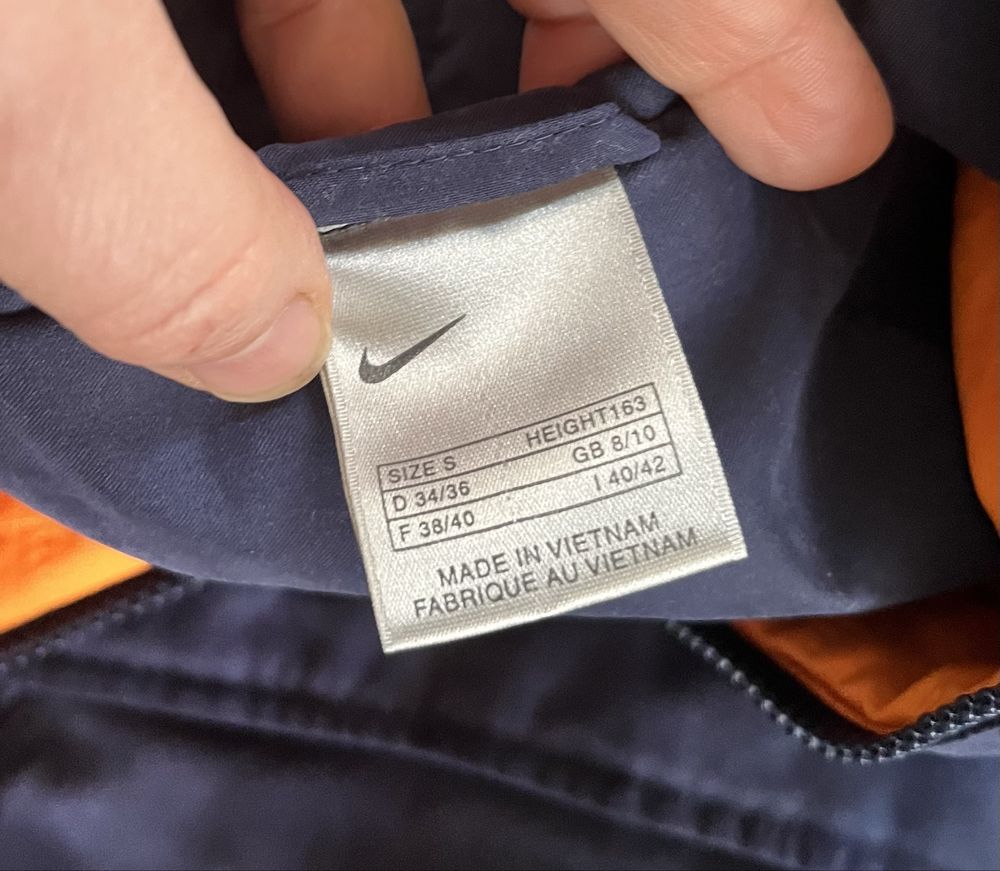 SIZE S HEIGHT163
D 34/36 GB 8/10
F 38/40 I 40/42
MADE IN VIETNAM
FABRIQUE AU VIETNAM